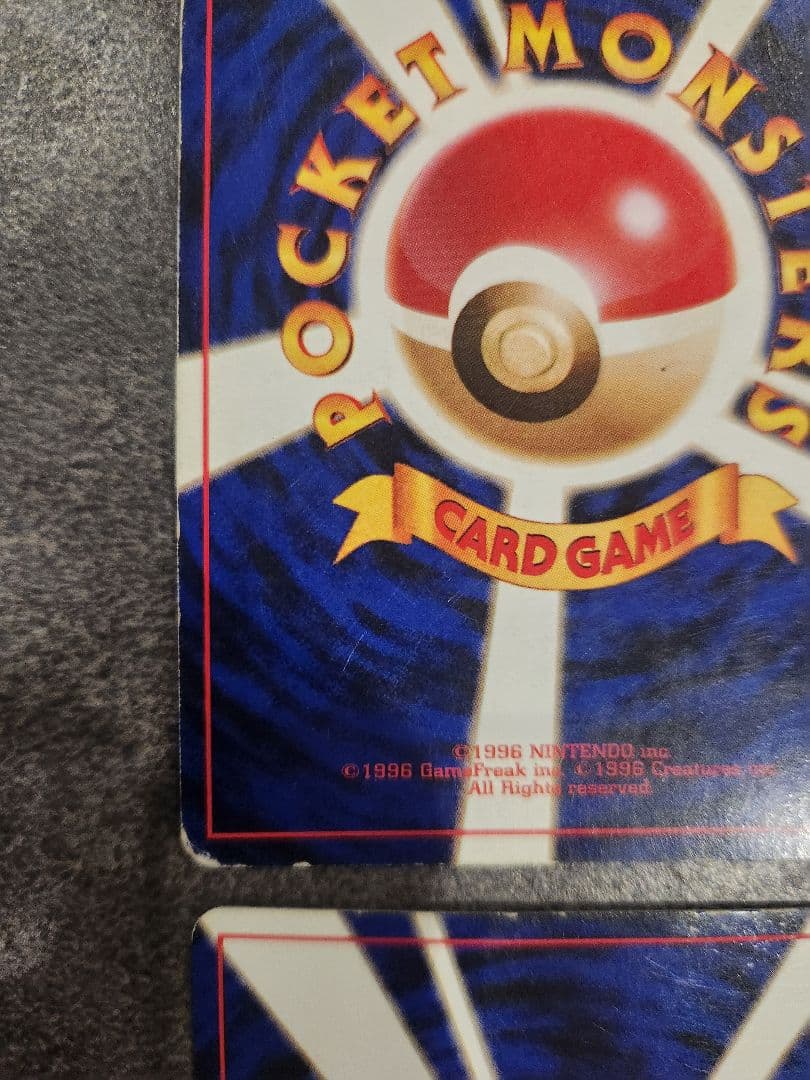 POCKET MONSTERS
CARD GAME
©1996 NINTENDO, inc.
©1996 GameFreak inc. ©1996 Creatures inc.
All Rights reserved.